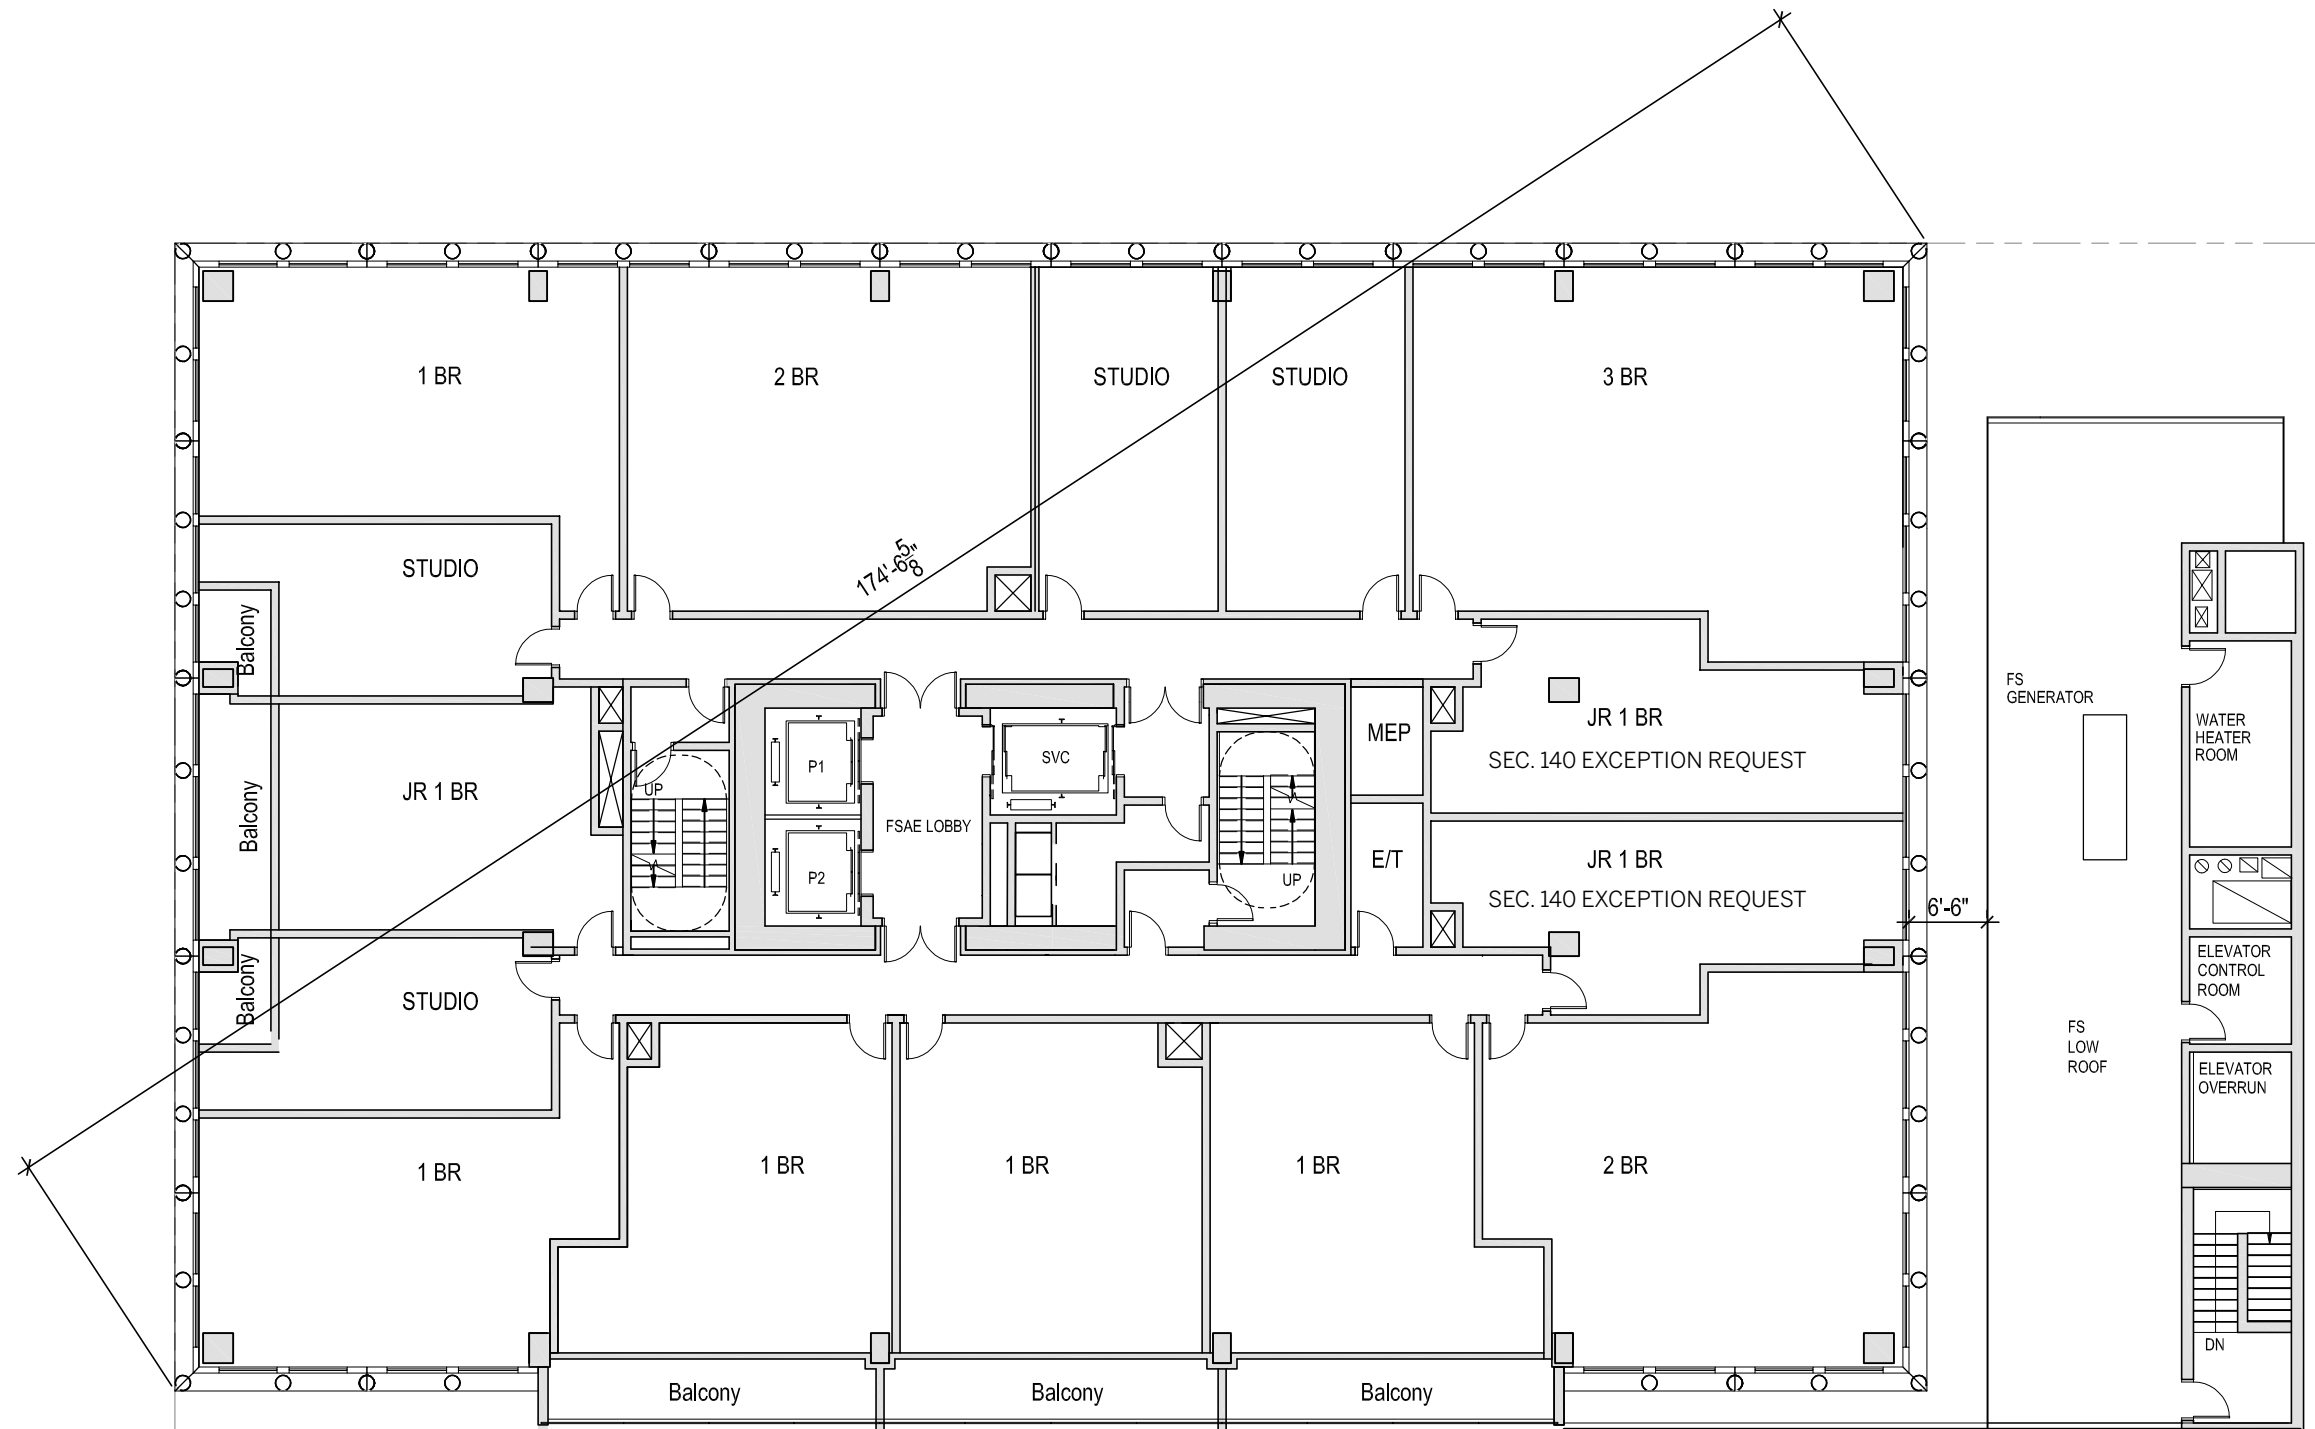 1 BR
2 BR
STUDIO
STUDIO
3 BR
STUDIO
174'-6 5/8"
Balcony
FS
GENERATOR
WATER
HEATER
ROOM
JR 1 BR
SEC. 140 EXCEPTION REQUEST
MEP
SVC
P1
UP
JR 1 BR
Balcony
FSAE LOBBY
P2
UP
E/T
JR 1 BR
SEC. 140 EXCEPTION REQUEST
6'-6"
ELEVATOR
CONTROL
ROOM
Balcony
STUDIO
FS
LOW
ROOF
ELEVATOR
OVERRUN
1 BR
1 BR
1 BR
1 BR
2 BR
DN
Balcony
Balcony
Balcony